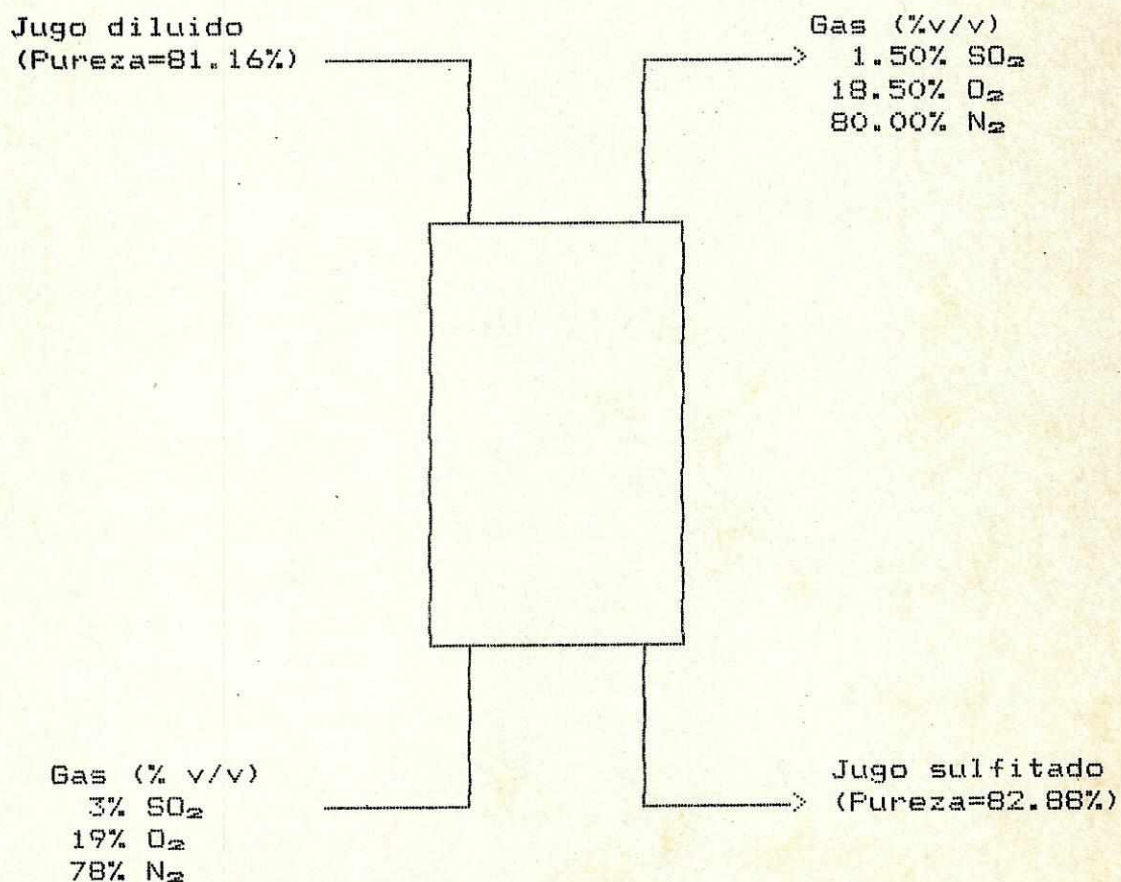 Jugo diluido
(Pureza=81.16%)
Gas (%v/v)
1.50% SO₂
18.50% O₂
80.00% N₂
Gas (% v/v)
3% SO₂
19% O₂
78% N₂
Jugo sulfitado
(Pureza=82.88%)